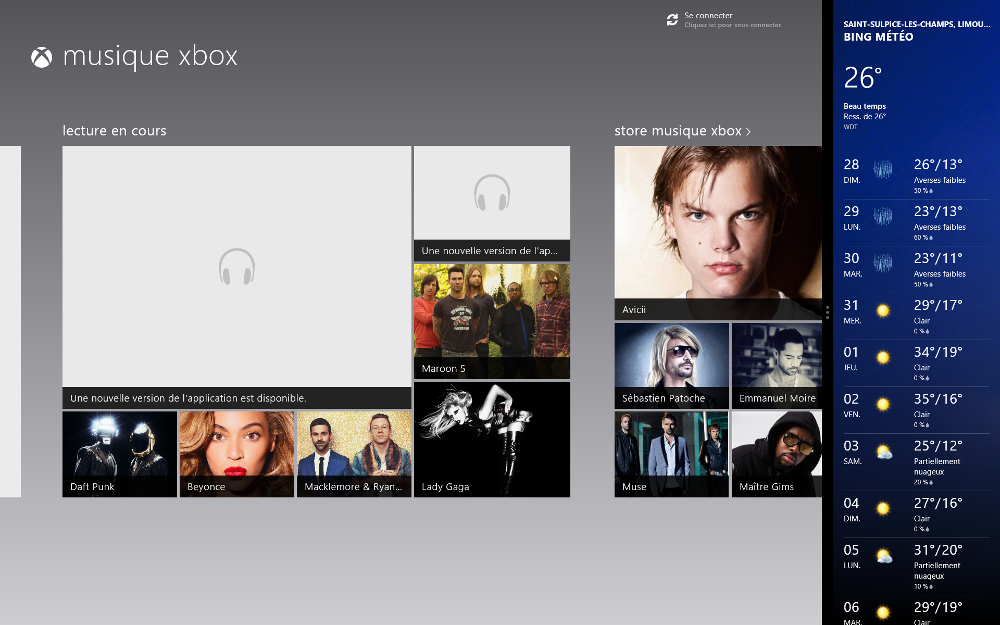 Se connecter
Cliquez ici pour vous connecter.
musique xbox
lecture en cours
Une nouvelle version de l'application est disponible.
Une nouvelle version de l'ap...
SPRING HILL
'87
POKERRUN
Maroon 5
Daft Punk
Beyonce
Macklemore & Ryan...
Lady Gaga
store musique xbox
Avicii
Sébastien Patoche
Emmanuel Moire
Muse
Maître Gims
SAINT-SULPICE-LES-CHAMPS, LIMOU...
BING MÉTÉO
26°
Beau temps
Ress. de 26°
WDT
28
DIM.
26°/13°
Averses faibles
50 %
29
LUN.
23°/13°
Averses faibles
60 %
30
MAR.
23°/11°
Averses faibles
50 %
31
MER.
29°/17°
Clair
0 %
01
JEU.
34°/19°
Clair
0 %
02
VEN.
35°/16°
Clair
0 %
03
SAM.
25°/12°
Partiellement
nuageux
20 %
04
DIM.
27°/16°
Clair
0 %
05
LUN.
31°/20°
Partiellement
nuageux
10 %
06
MAR.
29°/19°
Clair